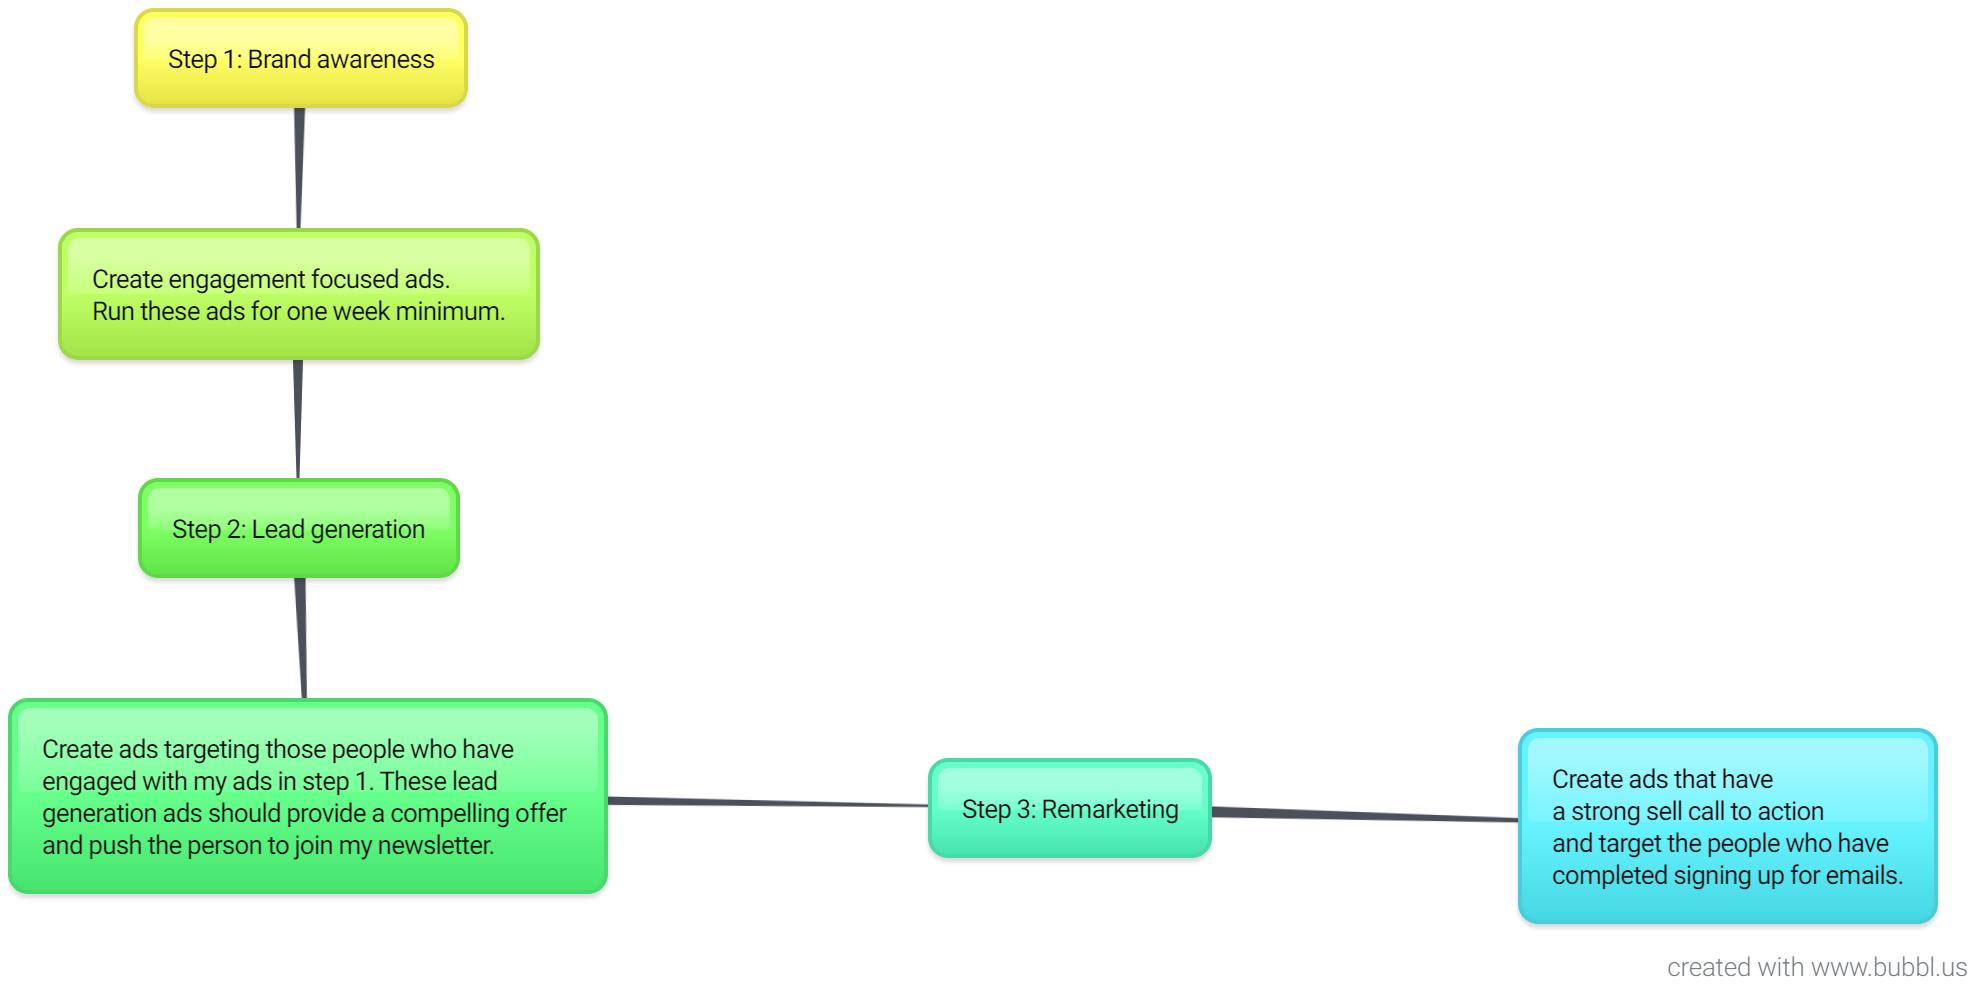 Step 1: Brand awareness
Create engagement focused ads.
Run these ads for one week minimum.
Step 2: Lead generation
Create ads targeting those people who have
engaged with my ads in step 1. These lead
generation ads should provide a compelling offer
and push the person to join my newsletter.
Step 3: Remarketing
Create ads that have
a strong sell call to action
and target the people who have
completed signing up for emails.
created with www.bubbl.us